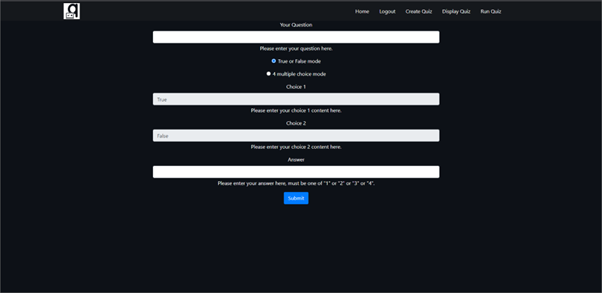 Home Logout Create Quiz Display Quiz Run Quiz
Your Question
Please enter your question here.
True or False mode
4 multiple choice mode
Choice 1
True
Please enter your choice 1 content here.
Choice 2
False
Please enter your choice 2 content here.
Answer
Please enter your answer here, must be one of "1" or "2" or "3" or "4".
Submit